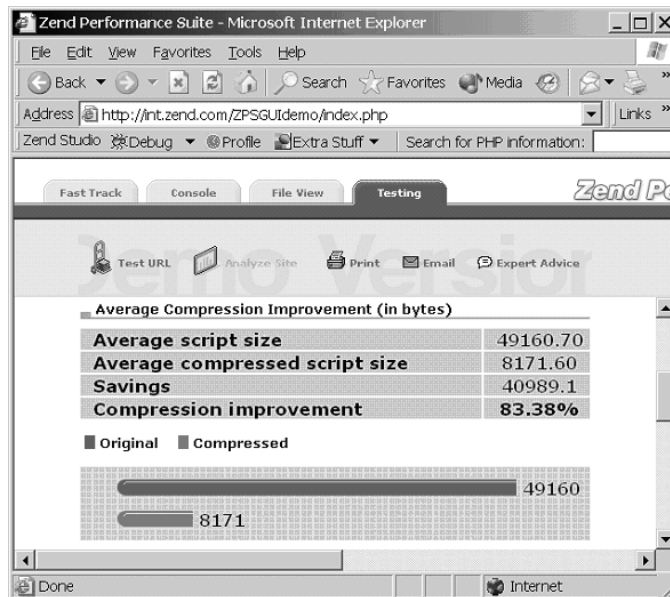 Zend Performance Suite - Microsoft Internet Explorer
File Edit View Favorites Tools Help
Back Search Favorites Media »
Address http://int.zend.com/ZPSGUIdemo/index.php Links »
Zend Studio Debug Profile Extra Stuff Search for PHP information:
Fast Track Console File View Testing Zend Pe
Demo Version
Test URL Analyze Site Print Email Expert Advice
Average Compression Improvement (in bytes)
Average script size 49160.70
Average compressed script size 8171.60
Savings 40989.1
Compression improvement 83.38%
Original Compressed
49160
8171
Done Internet